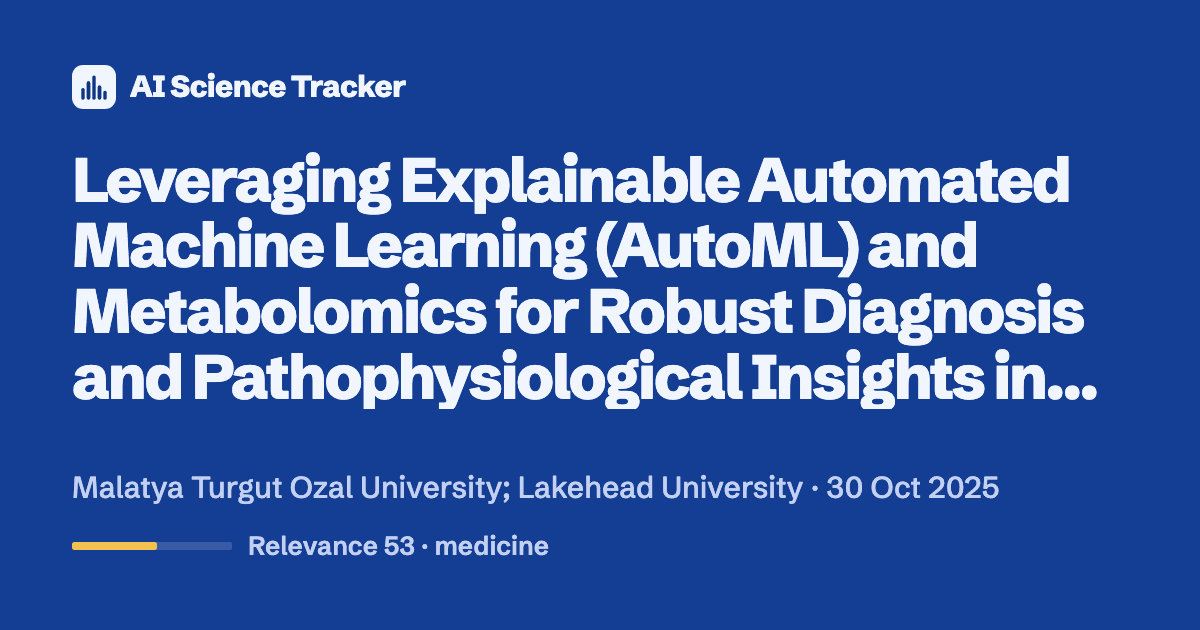 AI Science Tracker
Leveraging Explainable Automated
Machine Learning (AutoML) and
Metabolomics for Robust Diagnosis
and Pathophysiological Insights in...
Malatya Turgut Ozal University; Lakehead University · 30 Oct 2025
Relevance 53 · medicine